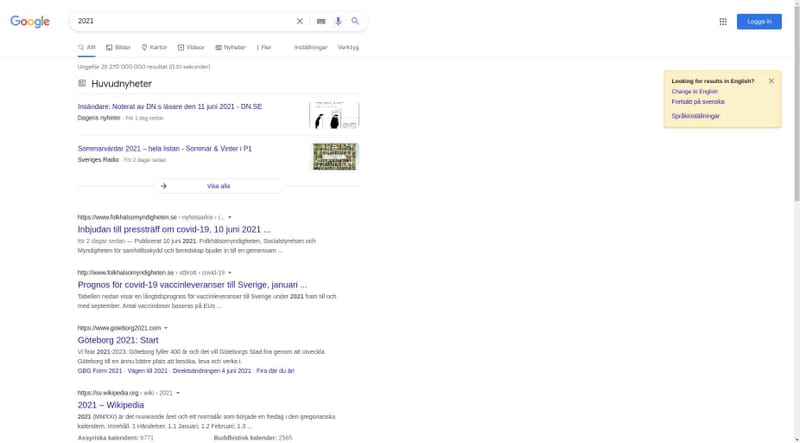 Google
2021
Logga in
Allt
Bilder
Kartor
Videor
Nyheter
Fler
Inställningar
Verktyg
Ungefär 25 270 000 000 resultat (0,51 sekunder)
Looking for results in English?
Change to English
Fortsätt på svenska
Språkinställningar
Huvudnyheter
Insändare: Noterat av DN:s läsare den 11 juni 2021 - DN.SE
Dagens nyheter · För 1 dag sedan
Sommarvärdar 2021 – hela listan - Sommar & Vinter i P1
Sveriges Radio · För 2 dagar sedan
Visa alla
https://www.folkhalsomyndigheten.se › nyhetsarkiv › i...
Inbjudan till pressträff om covid-19, 10 juni 2021 ...
för 2 dagar sedan — Publicerat 10 juni 2021. Folkhälsomyndigheten, Socialstyrelsen och
Myndigheten för samhällsskydd och beredskap bjuder in till en gemensam ...
http://www.folkhalsomyndigheten.se › utbrott › covid-19
Prognos för covid-19 vaccinleveranser till Sverige, januari ...
Tabellen nedan visar en långtidsprognos för vaccinleveranser till Sverige under 2021 fram till och
med september. Antal vaccindoser baseras på EUs ...
https://www.goteborg2021.com
Göteborg 2021: Start
Vi firar 2021-2023. Göteborg fyller 400 år och det vill Göteborgs Stad fira genom att utveckla
Göteborg till en ännu bättre plats att besöka, leva och verka i.
GBG Form 2021 · Vägen till 2021 · Direktsändningen 4 juni 2021 · Fira där du är!
https://sv.wikipedia.org › wiki › 2021
2021 – Wikipedia
2021 (MMXXI) är det nuvarande året och ett normalår som började en fredag i den gregorianska
kalendern. Innehåll. 1 Händelser. 1.1 Januari; 1.2 Februari; 1.3 ...
Assyriska kalendern: 6771
Buddhistisk kalender: 2565